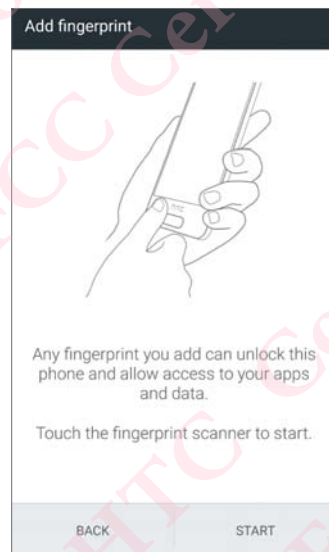 Add fingerprint
hTC
Any fingerprint you add can unlock this
phone and allow access to your apps
and data.
Touch the fingerprint scanner to start.
BACK
START